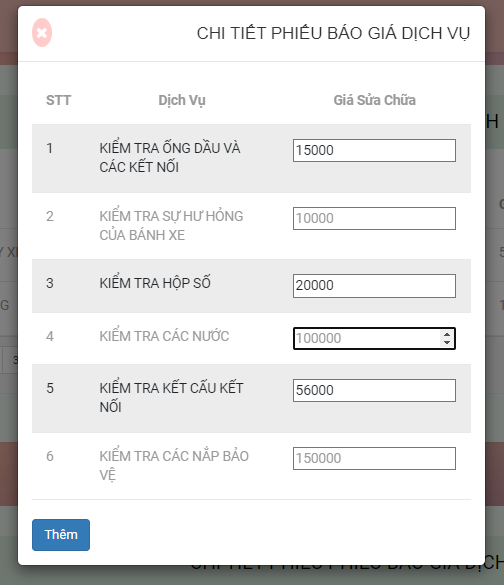 CHI TIẾT PHIẾU BÁO GIÁ DỊCH VỤ
STT Dịch Vụ Giá Sửa Chữa
1 KIỂM TRA ỐNG DẦU VÀ 15000
CÁC KẾT NỐI
2 KIỂM TRA SỰ HƯ HỎNG 10000
CỦA BÁNH XE
3 KIỂM TRA HỘP SỐ 20000
4 KIỂM TRA CÁC NƯỚC 100000
5 KIỂM TRA KẾT CẤU KẾT 56000
NỐI
6 KIỂM TRA CÁC NẮP BẢO 150000
VỆ
Thêm